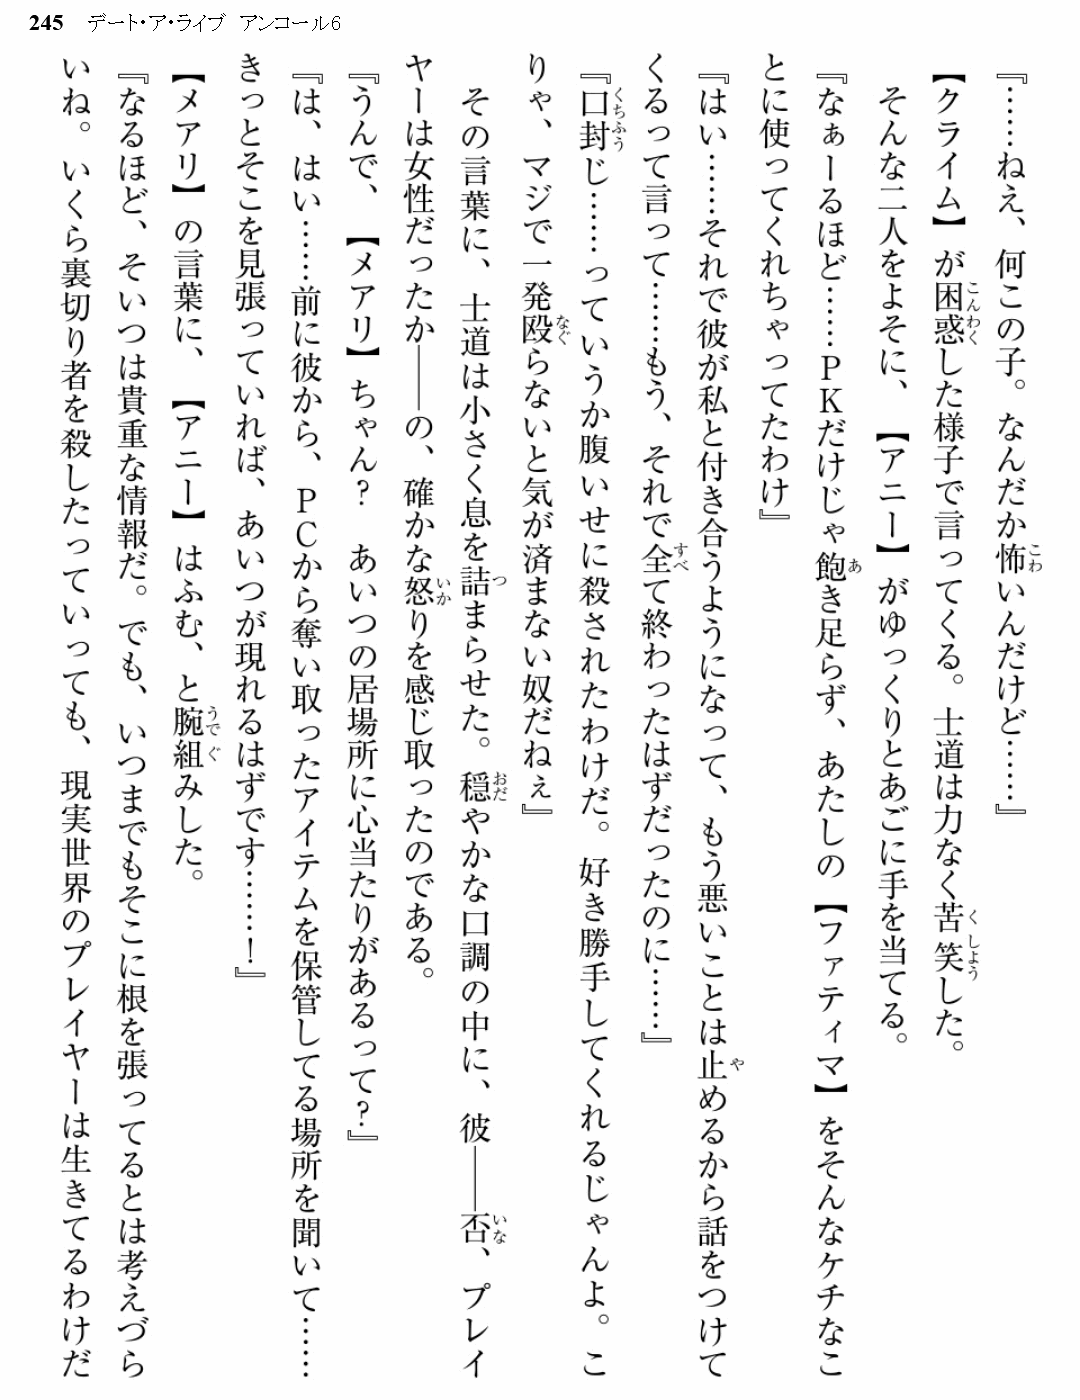 245 デート・ア・ライブ アンコール6
『……ねえ、何この子。なんだか怖いんだけど……』
【クライム】が困惑した様子で言ってくる。士道は力なく苦笑した。
そんな二人をよそに、【アニー】がゆっくりとあごに手を当てる。
『なぁーるほど……ＰＫだけじゃ飽き足らず、あたしの【ファティマ】をそんなケチなこ
とに使ってくれちゃってたわけ』
『はい……それで彼が私と付き合うようになって、もう悪いことは止めるから話をつけて
くるって言って……もう、それで全て終わったはずだったのに……』
『口封じ……っていうか腹いせに殺されたわけだ。好き勝手してくれるじゃんよ。こ
りゃ、マジで一発殴らないと気が済まない奴だねぇ』
その言葉に、士道は小さく息を詰まらせた。穏やかな口調の中に、彼――否、プレイ
ヤーは女性だったか――の、確かな怒りを感じ取ったのである。
『うんで、【メアリ】ちゃん？ あいつの居場所に心当たりがあるって？』
『は、はい……前に彼から、ＰＣから奪い取ったアイテムを保管してる場所を聞いて……
きっとそこを見張っていれば、あいつが現れるはずです……！』
【メアリ】の言葉に、【アニー】はふむ、と腕組みした。
『なるほど、そいつは貴重な情報だ。でも、いつまでもそこに根を張ってるとは考えづら
いね。いくら裏切り者を殺したっていっても、現実世界のプレイヤーは生きてるわけだ